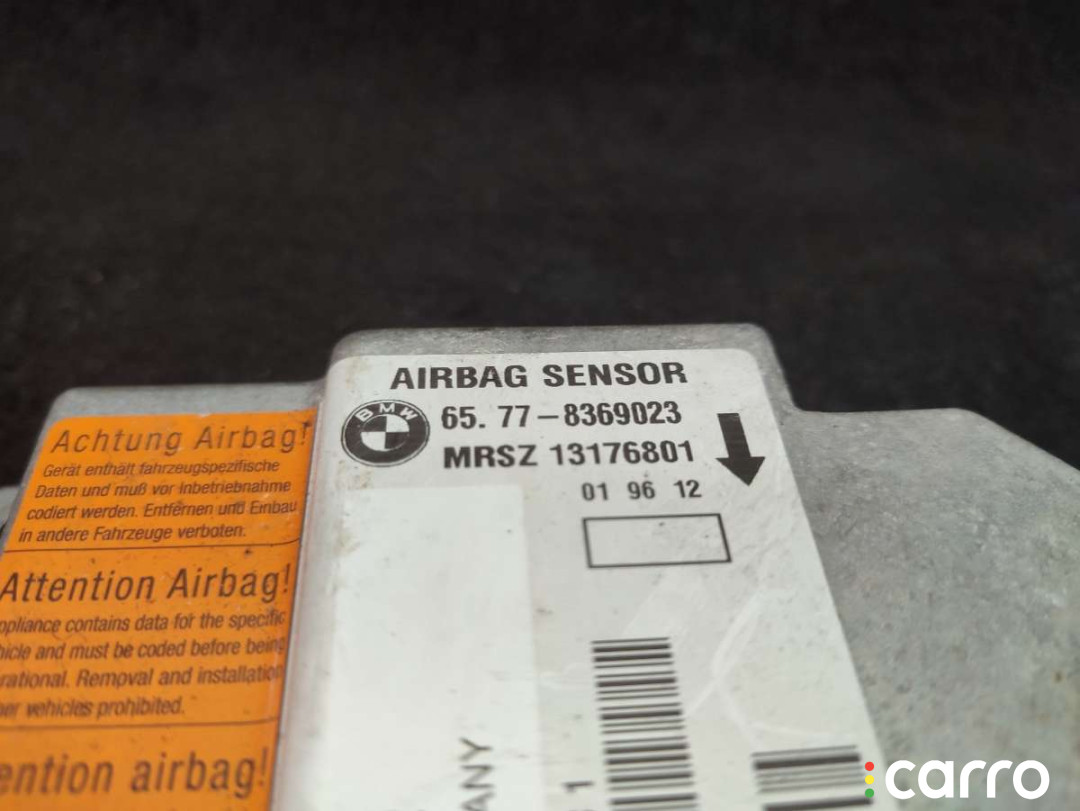 AIRBAG SENSOR
BMW
65. 77-8369023
MRSZ 13176801
01 96 12
Achtung Airbag!
Gerät enthält fahrzeugspezifische
Daten und muß vor Inbetriebnahme
codiert werden. Entfernen und Einbau
in andere Fahrzeuge verboten.
Attention Airbag!
ppliance contains data for the specific
hicle and must be coded before being
rational. Removal and installation
er vehicles prohibited.
ention airbag!
ANY
carro